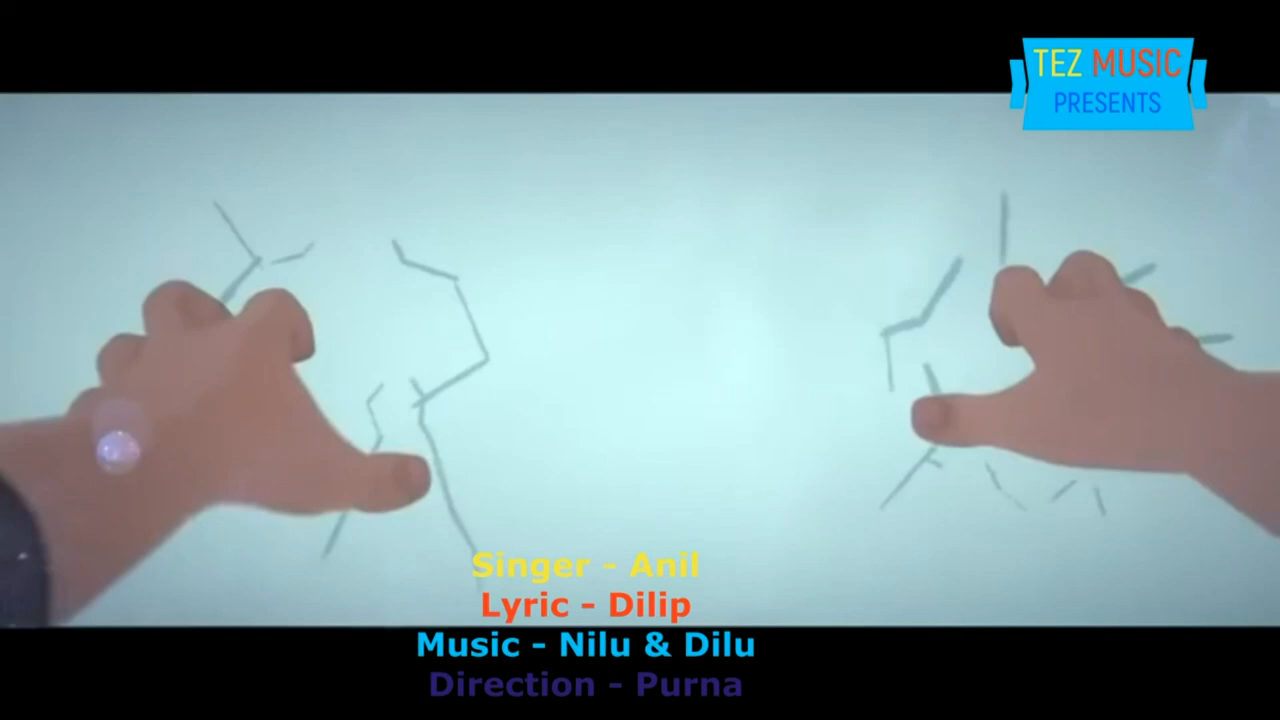 TEZ MUSIC
PRESENTS
Singer - Anil
Lyric - Dilip
Music - Nilu & Dilu
Direction - Purna